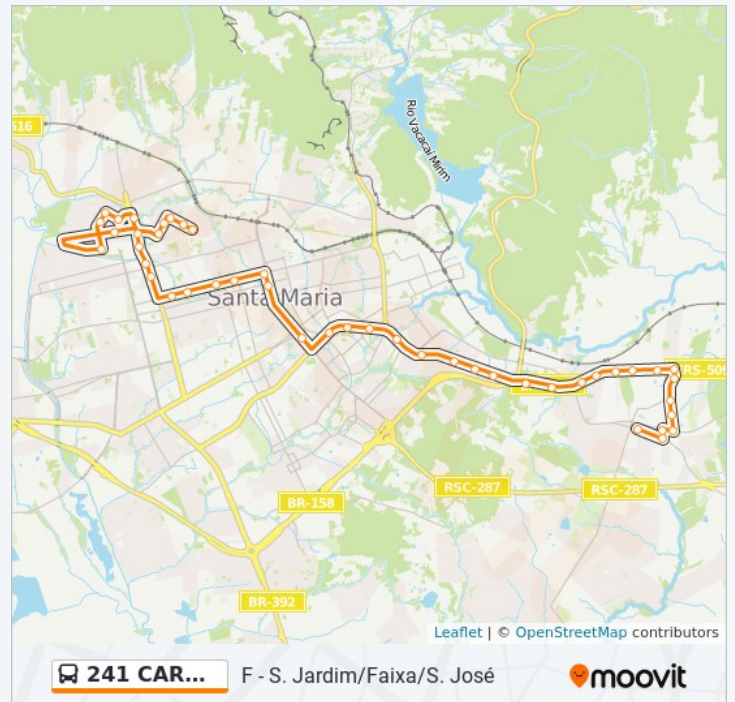 516
Rio Vacacaí Mirim
Santa Maria
RS-509
RSC-287
RSC-287
BR-158
BR-392
Leaflet | © OpenStreetMap contributors
241 CAR...
F - S. Jardim/Faixa/S. José
moovit